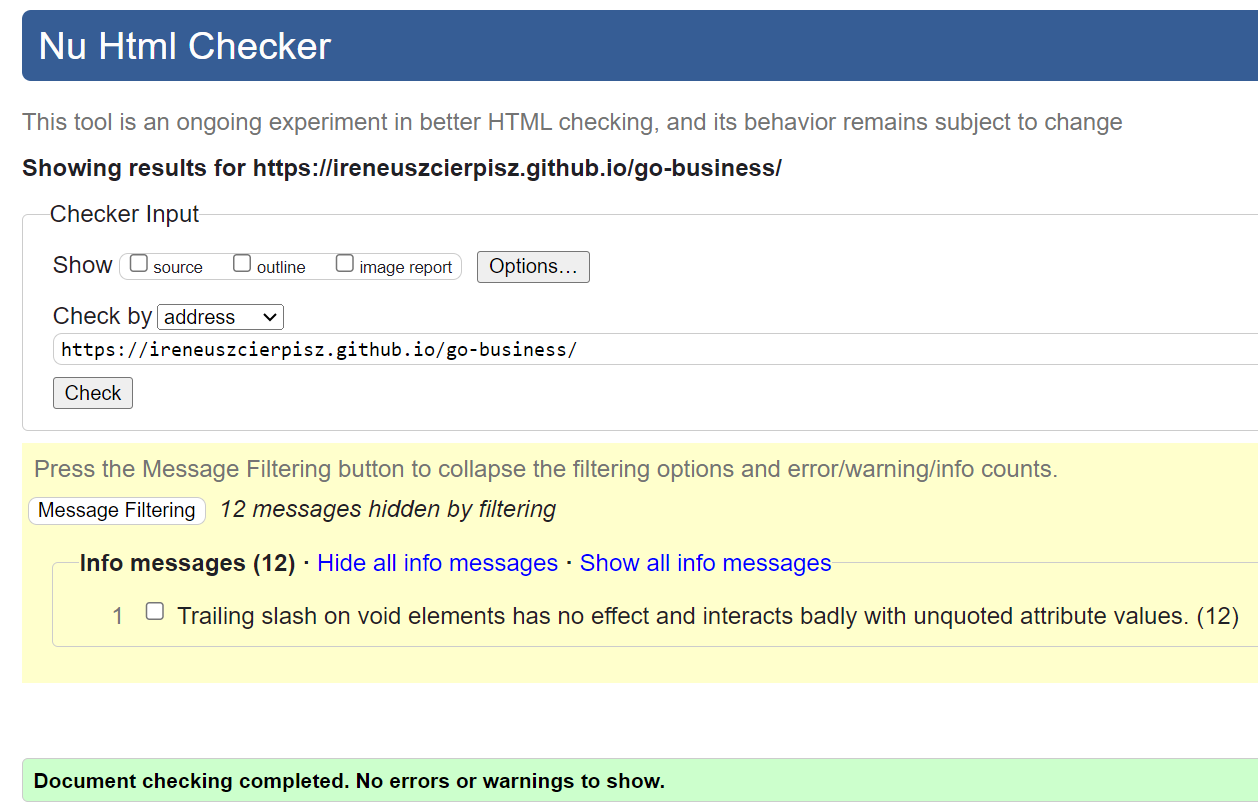 Nu Html Checker
This tool is an ongoing experiment in better HTML checking, and its behavior remains subject to change
Showing results for https://ireneuszcierpisz.github.io/go-business/
Checker Input
Show source outline image report Options…
Check by address
https://ireneuszcierpisz.github.io/go-business/
Check
Press the Message Filtering button to collapse the filtering options and error/warning/info counts.
Message Filtering 12 messages hidden by filtering
Info messages (12) · Hide all info messages · Show all info messages
1 Trailing slash on void elements has no effect and interacts badly with unquoted attribute values. (12)
Document checking completed. No errors or warnings to show.